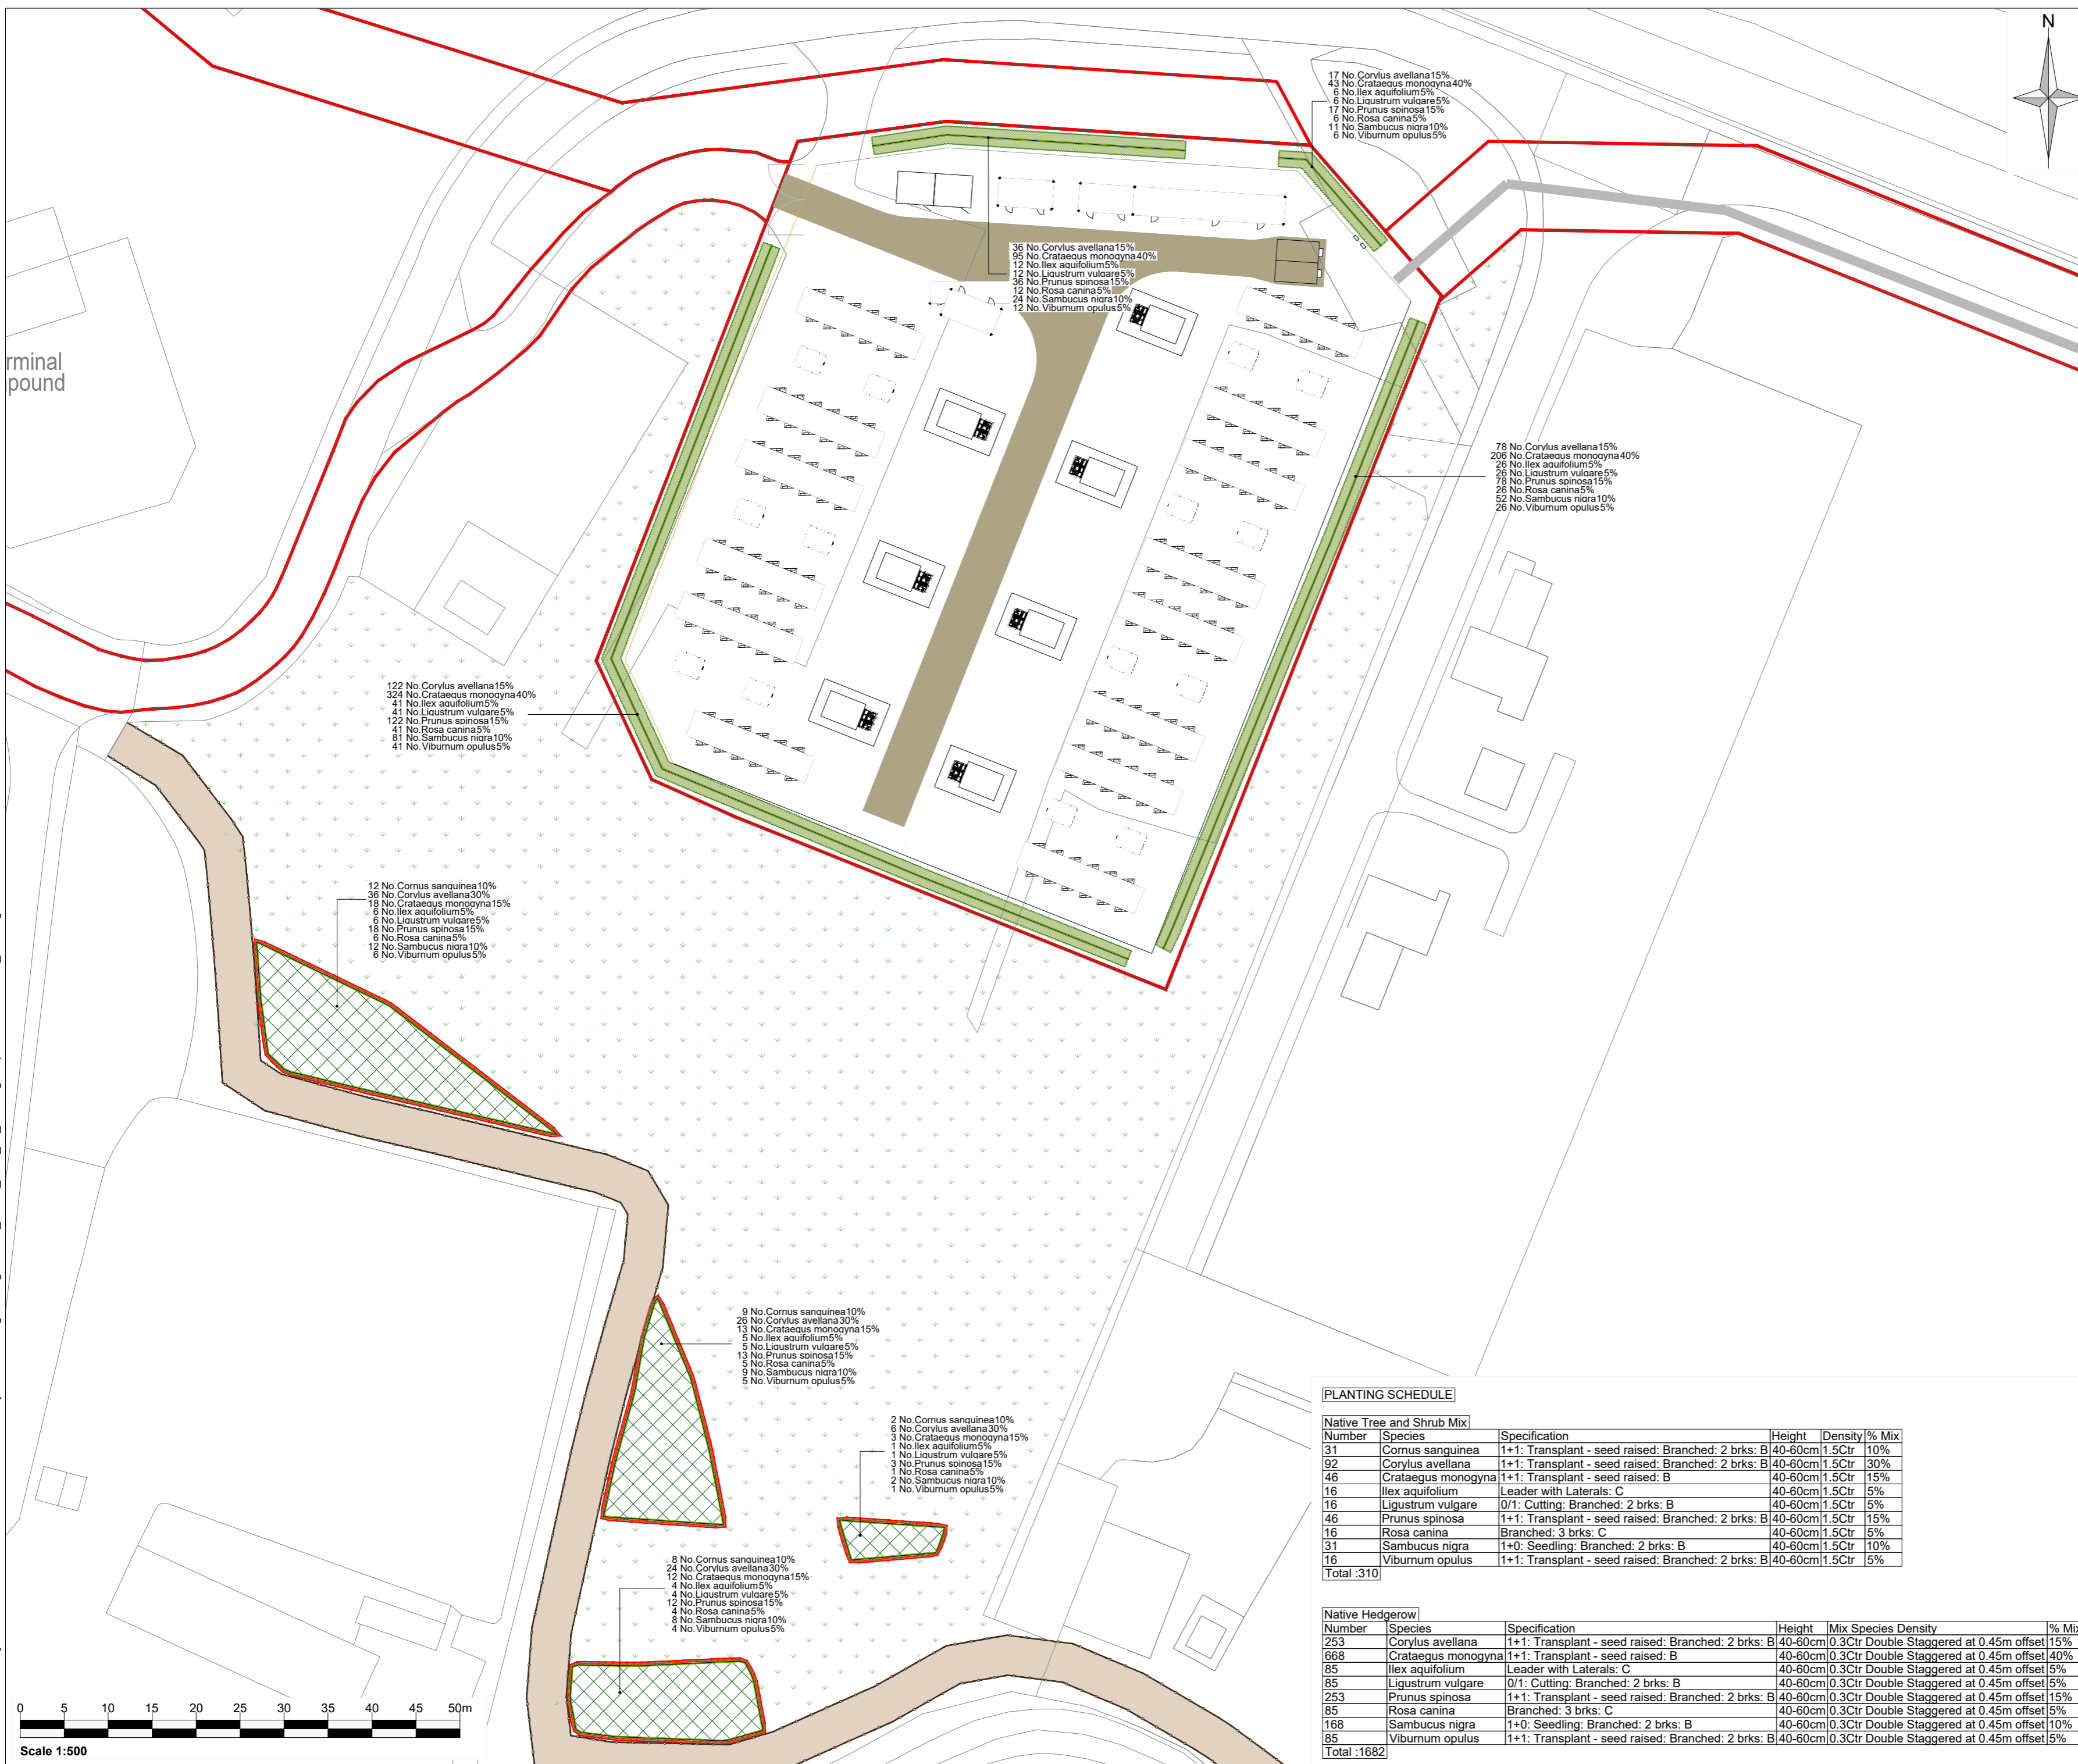 N
17 No.Corylus avellana15%
43 No.Crataegus monogyna40%
6 No.Ilex aquifolium5%
6 No.Ligustrum vulgare5%
17 No.Prunus spinosa15%
6 No.Rosa canina5%
11 No.Sambucus nigra10%
6 No.Viburnum opulus5%
36 No.Corylus avellana15%
95 No.Crataegus monogyna40%
12 No.Ilex aquifolium5%
12 No.Ligustrum vulgare5%
36 No.Prunus spinosa15%
12 No.Rosa canina5%
24 No.Sambucus nigra10%
12 No.Viburnum opulus5%
rminal
pound
78 No.Corylus avellana15%
206 No.Crataegus monogyna40%
26 No.Ilex aquifolium5%
26 No.Ligustrum vulgare5%
78 No.Prunus spinosa15%
26 No.Rosa canina5%
52 No.Sambucus nigra10%
26 No.Viburnum opulus5%
122 No.Corylus avellana15%
324 No.Crataegus monogyna40%
41 No.Ilex aquifolium5%
41 No.Ligustrum vulgare5%
122 No.Prunus spinosa15%
41 No.Rosa canina5%
81 No.Sambucus nigra10%
41 No.Viburnum opulus5%
12 No.Cornus sanguinea10%
36 No.Corylus avellana30%
18 No.Crataegus monogyna15%
6 No.Ilex aquifolium5%
6 No.Ligustrum vulgare5%
18 No.Prunus spinosa15%
6 No.Rosa canina5%
12 No.Sambucus nigra10%
6 No.Viburnum opulus5%
9 No.Cornus sanguinea10%
26 No.Corylus avellana30%
13 No.Crataegus monogyna15%
5 No.Ilex aquifolium5%
5 No.Ligustrum vulgare5%
13 No.Prunus spinosa15%
5 No.Rosa canina5%
9 No.Sambucus nigra10%
5 No.Viburnum opulus5%
2 No.Cornus sanguinea10%
6 No.Corylus avellana30%
3 No.Crataegus monogyna15%
1 No.Ilex aquifolium5%
1 No.Ligustrum vulgare5%
3 No.Prunus spinosa15%
1 No.Rosa canina5%
2 No.Sambucus nigra10%
1 No.Viburnum opulus5%
8 No.Cornus sanguinea10%
24 No.Corylus avellana30%
12 No.Crataegus monogyna15%
4 No.Ilex aquifolium5%
4 No.Ligustrum vulgare5%
12 No.Prunus spinosa15%
4 No.Rosa canina5%
8 No.Sambucus nigra10%
4 No.Viburnum opulus5%
PLANTING SCHEDULE
Native Tree and Shrub Mix
Number Species Specification Height Density % Mix
31 Cornus sanguinea 1+1: Transplant - seed raised: Branched: 2 brks: B 40-60cm 1.5Ctr 10%
92 Corylus avellana 1+1: Transplant - seed raised: Branched: 2 brks: B 40-60cm 1.5Ctr 30%
46 Crataegus monogyna 1+1: Transplant - seed raised: B 40-60cm 1.5Ctr 15%
16 Ilex aquifolium Leader with Laterals: C 40-60cm 1.5Ctr 5%
16 Ligustrum vulgare 0/1: Cutting: Branched: 2 brks: B 40-60cm 1.5Ctr 5%
46 Prunus spinosa 1+1: Transplant - seed raised: Branched: 2 brks: B 40-60cm 1.5Ctr 15%
16 Rosa canina Branched: 3 brks: C 40-60cm 1.5Ctr 5%
31 Sambucus nigra 1+0: Seedling: Branched: 2 brks: B 40-60cm 1.5Ctr 10%
16 Viburnum opulus 1+1: Transplant - seed raised: Branched: 2 brks: B 40-60cm 1.5Ctr 5%
Total :310
Native Hedgerow
Number Species Specification Height Mix Species Density % Mix
253 Corylus avellana 1+1: Transplant - seed raised: Branched: 2 brks: B 40-60cm 0.3Ctr Double Staggered at 0.45m offset 15%
668 Crataegus monogyna 1+1: Transplant - seed raised: B 40-60cm 0.3Ctr Double Staggered at 0.45m offset 40%
85 Ilex aquifolium Leader with Laterals: C 40-60cm 0.3Ctr Double Staggered at 0.45m offset 5%
85 Ligustrum vulgare 0/1: Cutting: Branched: 2 brks: B 40-60cm 0.3Ctr Double Staggered at 0.45m offset 5%
253 Prunus spinosa 1+1: Transplant - seed raised: Branched: 2 brks: B 40-60cm 0.3Ctr Double Staggered at 0.45m offset 15%
85 Rosa canina Branched: 3 brks: C 40-60cm 0.3Ctr Double Staggered at 0.45m offset 5%
168 Sambucus nigra 1+0: Seedling: Branched: 2 brks: B 40-60cm 0.3Ctr Double Staggered at 0.45m offset 10%
85 Viburnum opulus 1+1: Transplant - seed raised: Branched: 2 brks: B 40-60cm 0.3Ctr Double Staggered at 0.45m offset 5%
Total :1682
0 5 10 15 20 25 30 35 40 45 50m
Scale 1:500